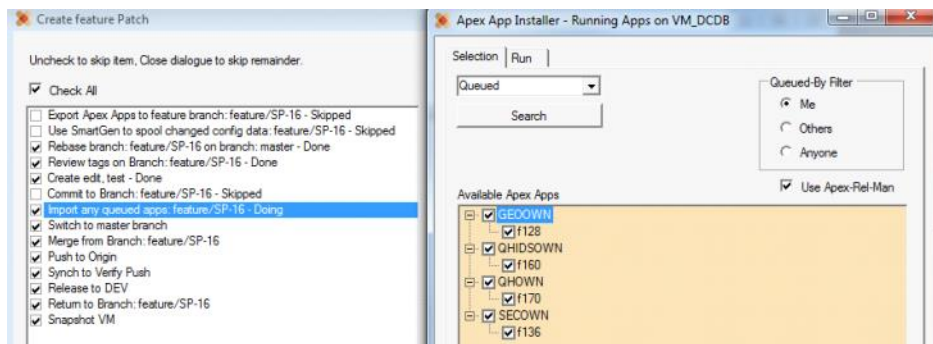 Create feature Patch
Uncheck to skip item, Close dialogue to skip remainder.
Check All
Export Apex Apps to feature branch: feature/SP-16 - Skipped
Use SmartGen to spool changed config data: feature/SP-16 - Skipped
Rebase branch: feature/SP-16 on branch: master - Done
Review tags on Branch: feature/SP-16 - Done
Create edit, test - Done
Commit to Branch: feature/SP-16 - Skipped
Import any queued apps: feature/SP-16 - Doing
Switch to master branch
Merge from Branch: feature/SP-16
Push to Origin
Synch to Verify Push
Release to DEV
Return to Branch: feature/SP-16
Snapshot VM
Apex App Installer - Running Apps on VM_DCDB
Selection
Run
Queued
Search
Queued-By Filter
Me
Others
Anyone
Use Apex-Rel-Man
Available Apex Apps
GEOOWN
f128
QHIDSOWN
f160
QHOWN
f170
SECOWN
f136